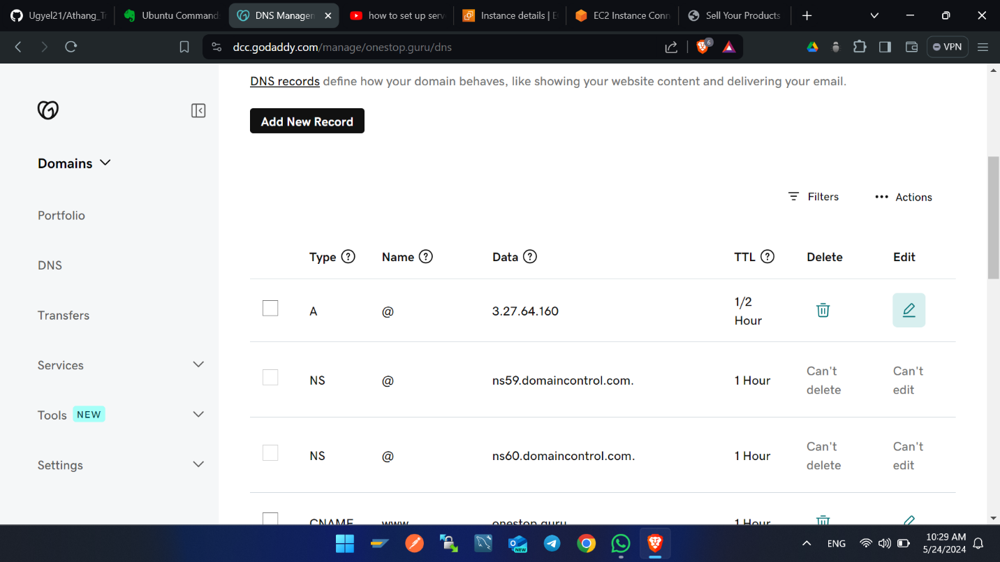 Ugyel21/Athang_Tr
Ubuntu Command
DNS Managem
how to set up serv
Instance details | E
EC2 Instance Conn
Sell Your Products
dcc.godaddy.com/manage/onestop.guru/dns
6
VPN
DNS records define how your domain behaves, like showing your website content and delivering your email.
Add New Record
Domains
Portfolio
DNS
Transfers
Services
Tools NEW
Settings
Filters
Actions
Type
Name
Data
TTL
Delete
Edit
A
@
3.27.64.160
1/2
Hour
NS
@
ns59.domaincontrol.com.
1 Hour
Can't
delete
Can't
edit
NS
@
ns60.domaincontrol.com.
1 Hour
Can't
delete
Can't
edit
CNAME
www
onestop.guru.
1 Hour
NEW
ENG
10:29 AM
5/24/2024